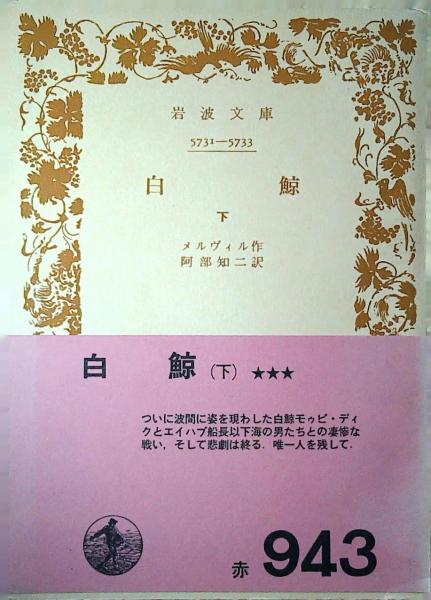 岩波文庫
5731—5733
白鯨
下
メルヴィル作
阿部知二訳
白鯨(下)★★★
ついに波間に姿を現わした白鯨モゥビ・ディ
クとエイハブ船長以下海の男たちとの凄惨な
戦い，そして悲劇は終る．唯一人を残して．
赤 943